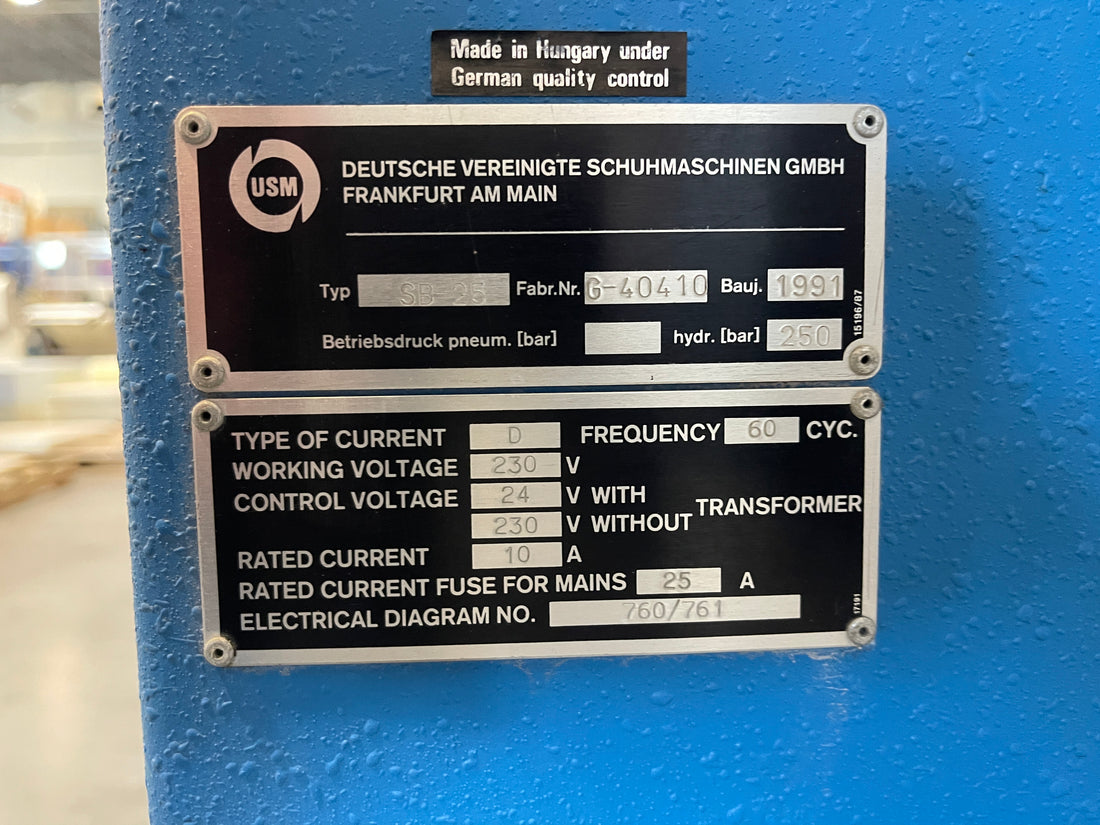 Made in Hungary under
German quality control
USM
DEUTSCHE VEREINIGTE SCHUHMASCHINEN GMBH
FRANKFURT AM MAIN
Typ SB-25 Fabr.Nr. G-40410 Bauj. 1991
Betriebsdruck pneum. [bar] hydr. [bar] 250
15196/87
TYPE OF CURRENT D FREQUENCY 60 CYC.
WORKING VOLTAGE 230 V
CONTROL VOLTAGE 24 V WITH
230 V WITHOUT TRANSFORMER
RATED CURRENT 10 A
RATED CURRENT FUSE FOR MAINS 25 A
ELECTRICAL DIAGRAM NO. 760/761
17191